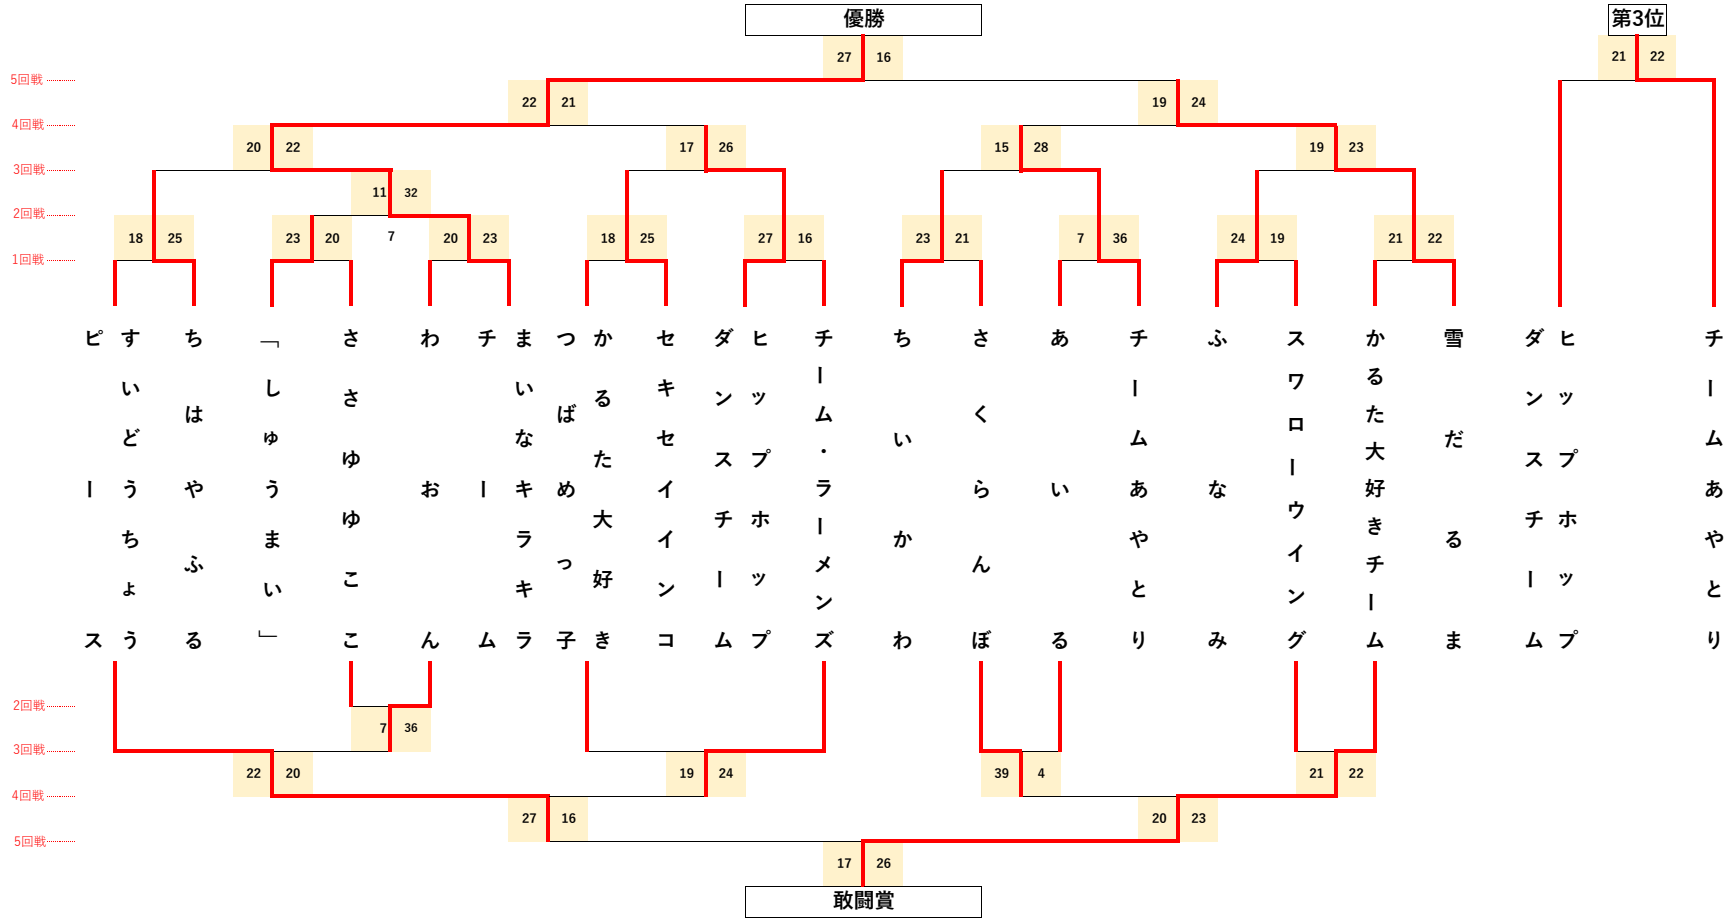 優勝
第3位
27 16
21 22
5回戦
22 21
19 24
4回戦
20 22
17 26
15 28
19 23
3回戦
11 32
2回戦
18 25
23 20
7
20 23
18 25
27 16
23 21
7 36
24 19
21 22
1回戦
すいどうちょう
ピース
ちはやふる
「しゅうまい」
ささゆゆここ
わおん
まいなキラキラ
チーム
かるた大好き
つばめっ子
セキセイインコ
ヒップホップ
ダンスチーム
チーム・ラーメンズ
ちいかわ
さくらんぼ
あいる
チームあやとり
ふなみ
スワローウイング
かるた大好きチーム
雪だるま
ヒップホップ
ダンスチーム
チームあやとり
2回戦
7 36
3回戦
22 20
19 24
39 4
21 22
4回戦
27 16
20 23
5回戦
17 26
敢闘賞